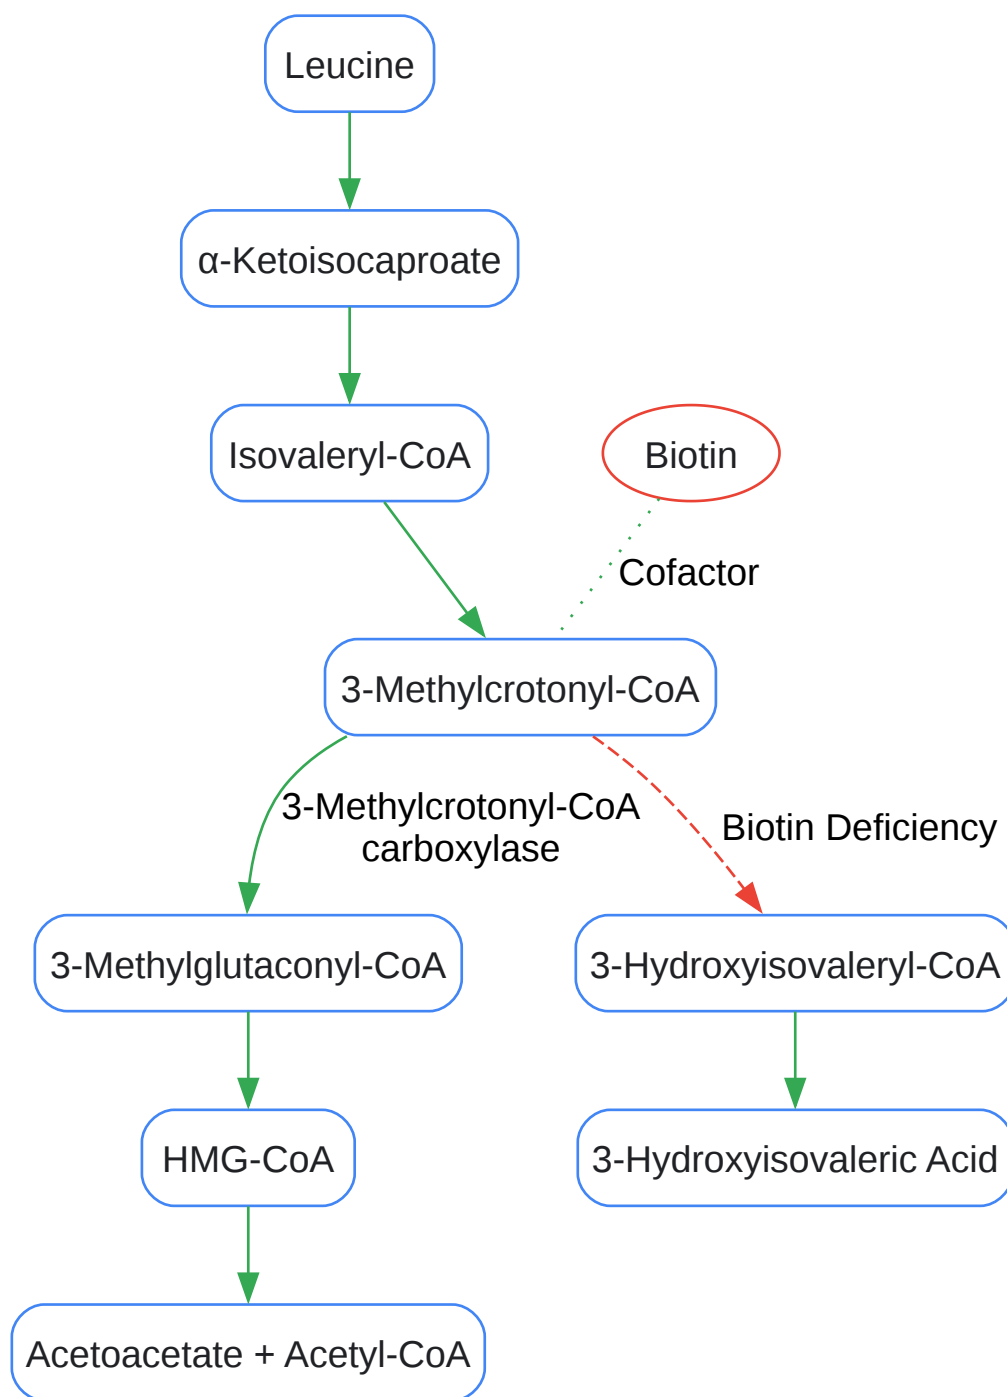 Leucine
α-Ketoisocaproate
Isovaleryl-CoA
Biotin
Cofactor
3-Methylcrotonyl-CoA
3-Methylcrotonyl-CoA
carboxylase
Biotin Deficiency
3-Methylglutaconyl-CoA
3-Hydroxyisovaleryl-CoA
HMG-CoA
3-Hydroxyisovaleric Acid
Acetoacetate + Acetyl-CoA